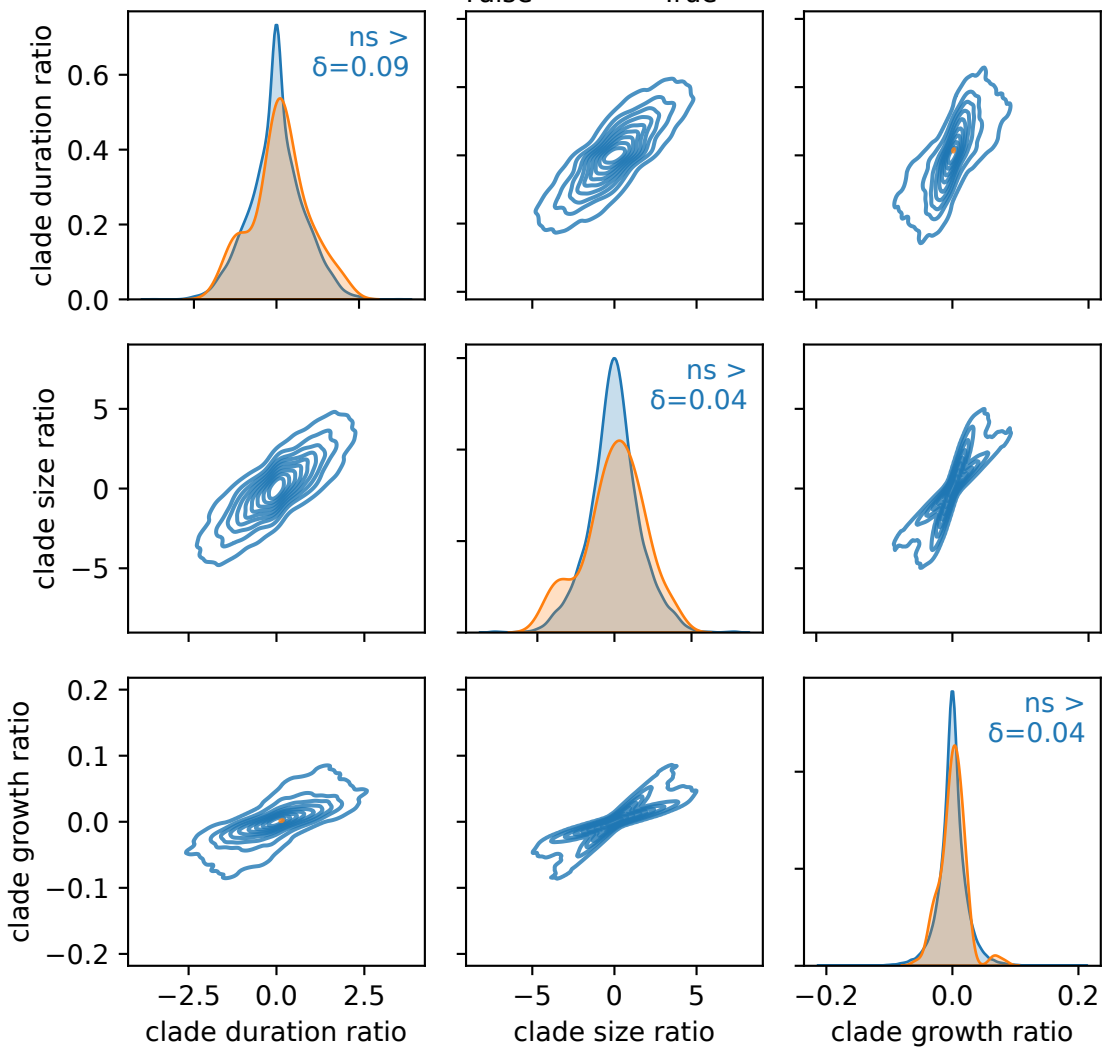 clade duration ratio
0.6
0.4
0.2
0.0
ns >
δ=0.09
clade size ratio
5
0
−5
ns >
δ=0.04
clade growth ratio
0.2
0.1
0.0
−0.1
−0.2
ns >
δ=0.04
−2.5 0.0 2.5
clade duration ratio
−5 0 5
clade size ratio
−0.2 0.0 0.2
clade growth ratio